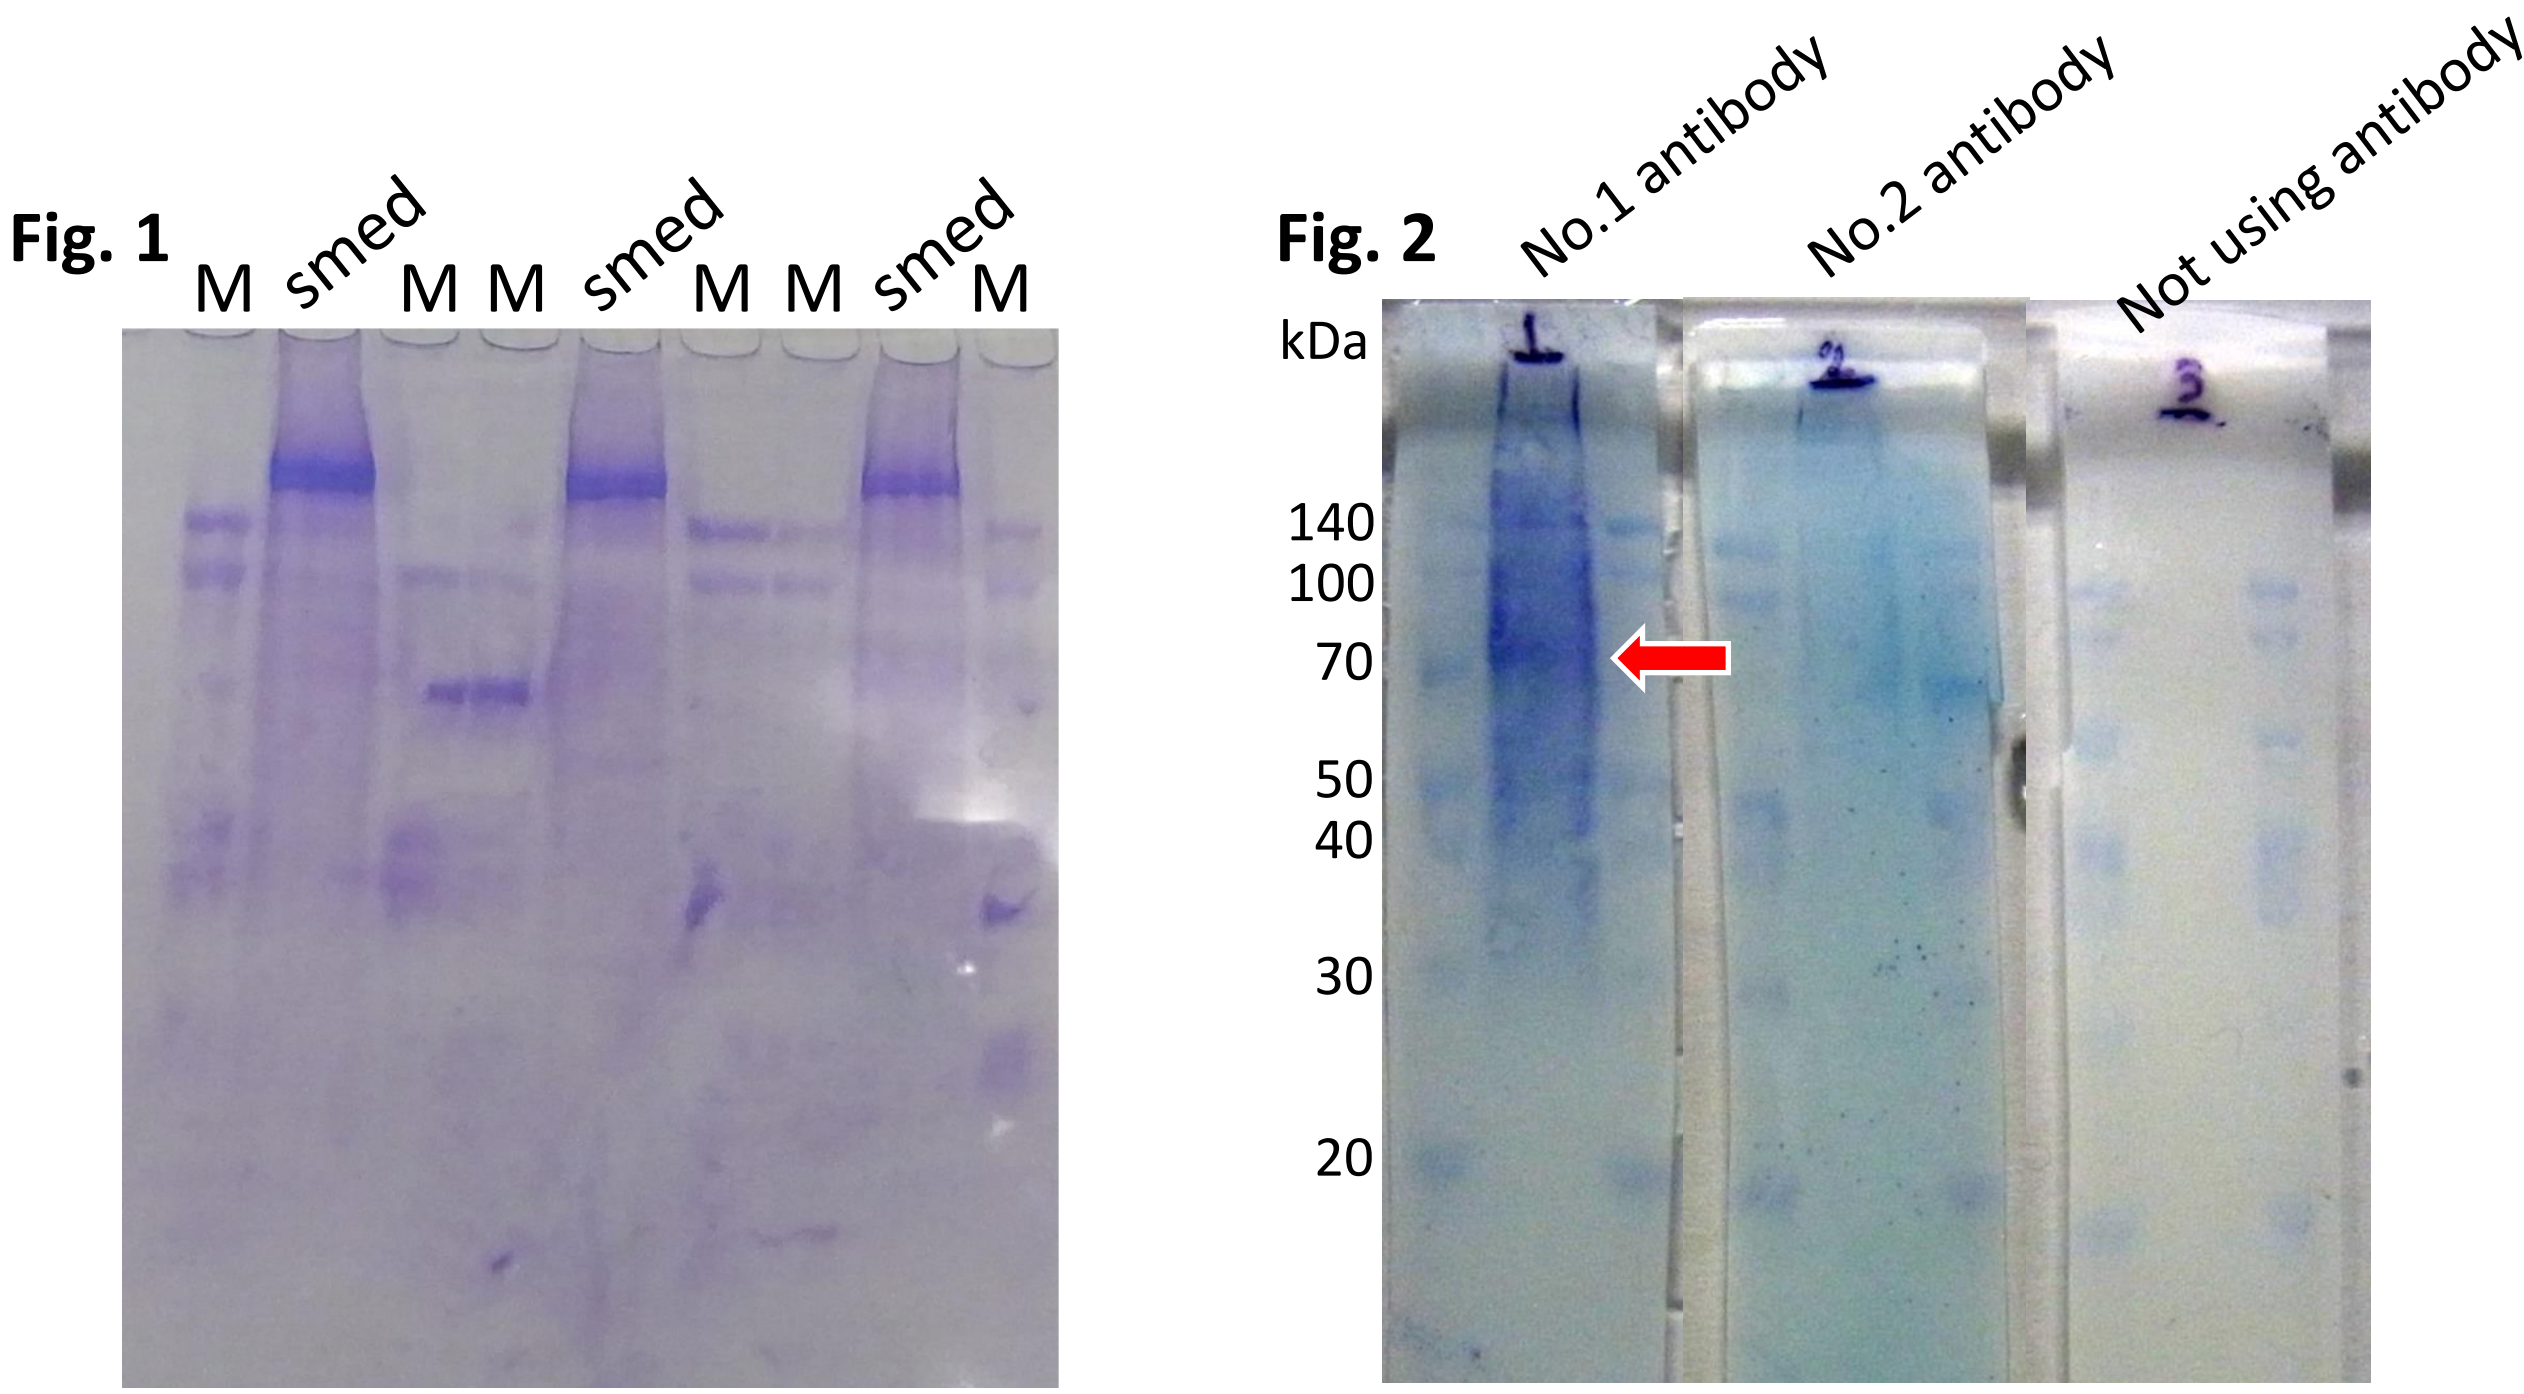 Fig. 1
M smed M M smed M M smed M
Fig. 2
No.1 antibody
No.2 antibody
Not using antibody
kDa
1
2
3
140
100
70
50
40
30
20